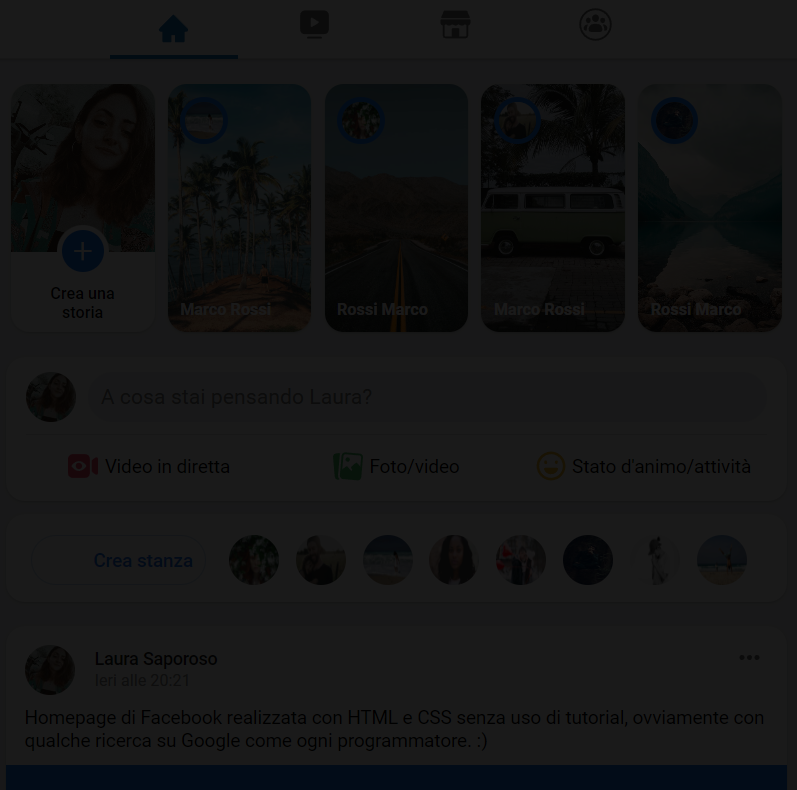 Crea una
storia
Marco Rossi
Rossi Marco
Marco Rossi
Rossi Marco
A cosa stai pensando Laura?
Video in diretta
Foto/video
Stato d'animo/attività
Crea stanza
Laura Saporoso
Ieri alle 20:21
Homepage di Facebook realizzata con HTML e CSS senza uso di tutorial, ovviamente con
qualche ricerca su Google come ogni programmatore. :)